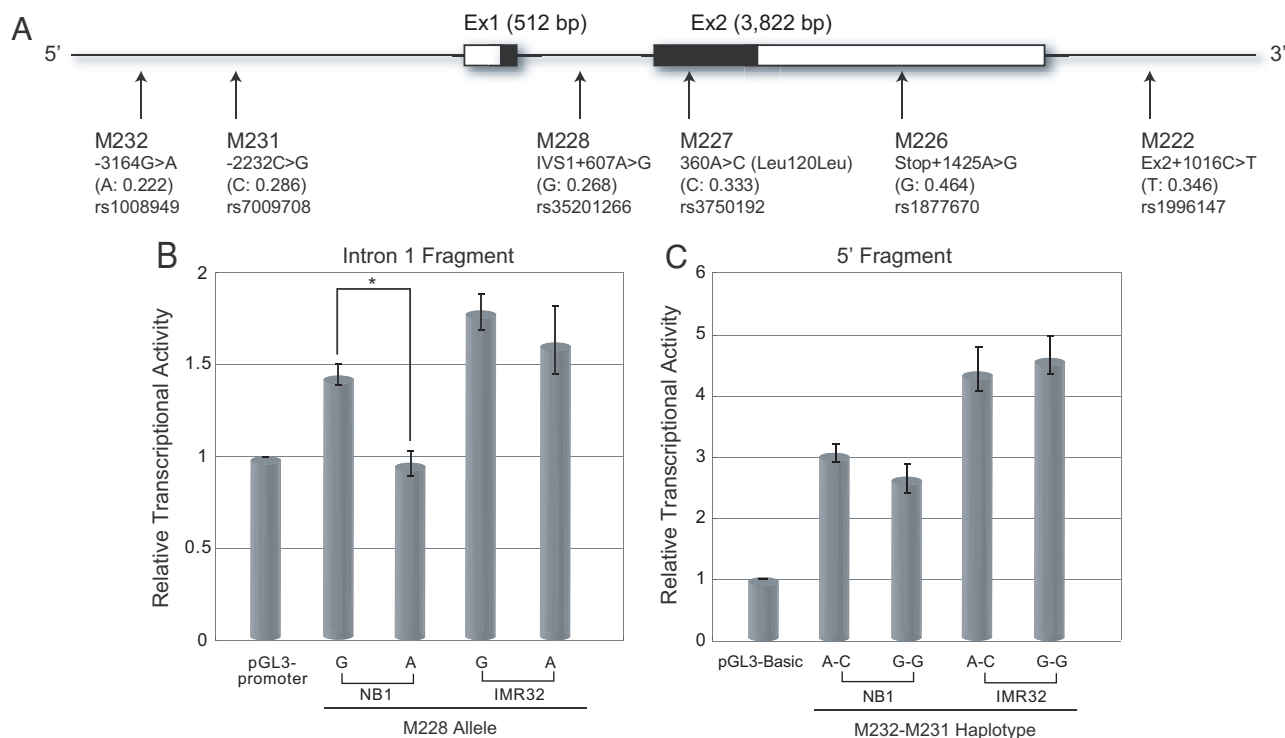 A
Ex1 (512 bp)
Ex2 (3,822 bp)
5’
3’
M232
-3164G>A
(A: 0.222)
rs1008949
M231
-2232C>G
(C: 0.286)
rs7009708
M228
IVS1+607A>G
(G: 0.268)
rs35201266
M227
360A>C (Leu120Leu)
(C: 0.333)
rs3750192
M226
Stop+1425A>G
(G: 0.464)
rs1877670
M222
Ex2+1016C>T
(T: 0.346)
rs1996147
B
Intron 1 Fragment
Relative Transcriptional Activity
2
1.5
1
0.5
0
*
pGL3-
promoter
G
A
G
A
NB1
IMR32
M228 Allele
C
5’ Fragment
Relative Transcriptional Activity
6
5
4
3
2
1
0
pGL3-Basic
A-C
G-G
A-C
G-G
NB1
IMR32
M232-M231 Haplotype